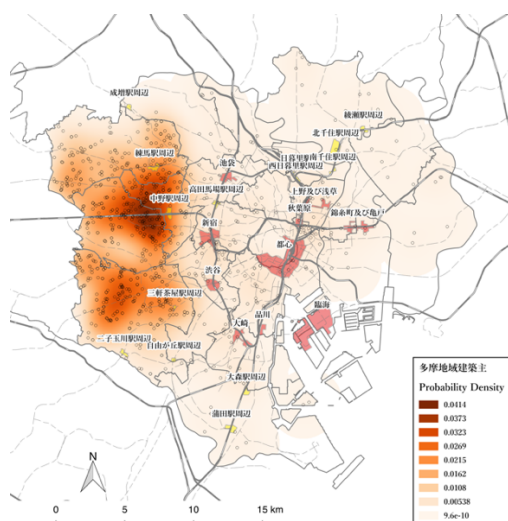 成増駅周辺
綾瀬駅周辺
北千住駅周辺
南千住駅周辺
西日暮里駅周辺
練馬駅周辺
池袋
高田馬場駅周辺
上野及び浅草
中野駅周辺
秋葉原
新宿
錦糸町及び亀戸
都心
渋谷
三軒茶屋駅周辺
品川
臨海
大崎
二子玉川駅周辺
自由が丘駅周辺
大森駅周辺
蒲田駅周辺
多摩地域建築主
Probability Density
0.0414
0.0373
0.0323
0.0269
0.0215
0.0162
0.0108
0.00538
9.6e-10
N
0 5 10 15 km